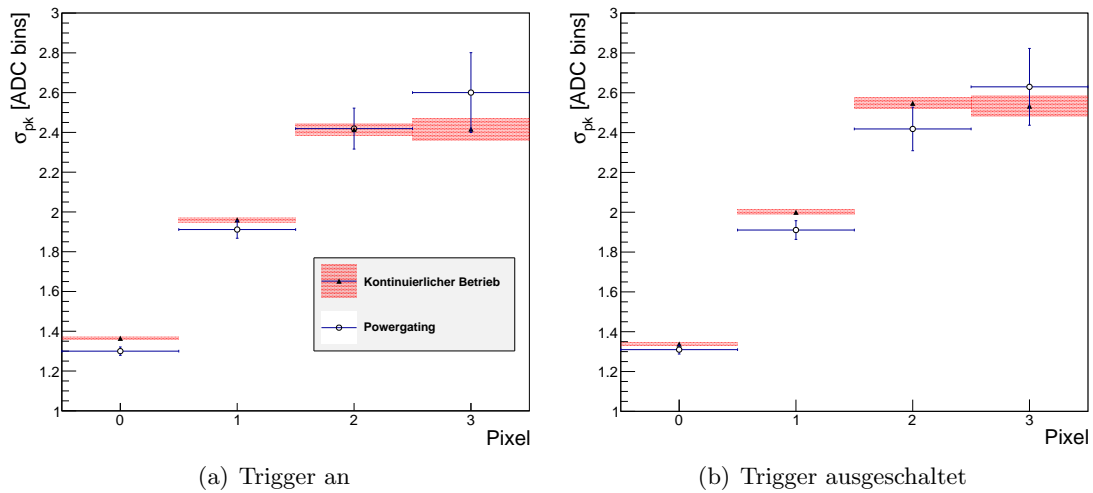 σpk [ADC bins]
3
2.8
2.6
2.4
2.2
2
1.8
1.6
1.4
1.2
1
0 1 2 3
Pixel
Kontinuierlicher Betrieb
Powergating
(a) Trigger an
σpk [ADC bins]
3
2.8
2.6
2.4
2.2
2
1.8
1.6
1.4
1.2
1
0 1 2 3
Pixel
(b) Trigger ausgeschaltet